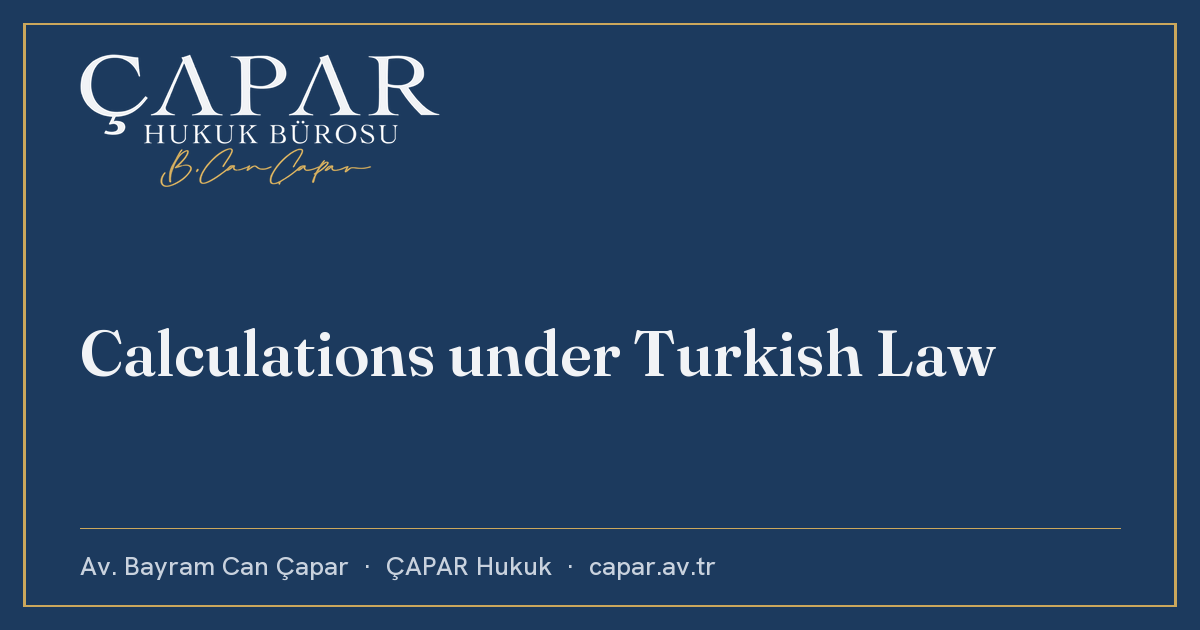 ÇAPAR
HUKUK BÜROSU
B. Can Çapar
Calculations under Turkish Law
Av. Bayram Can Çapar · ÇAPAR Hukuk · capar.av.tr